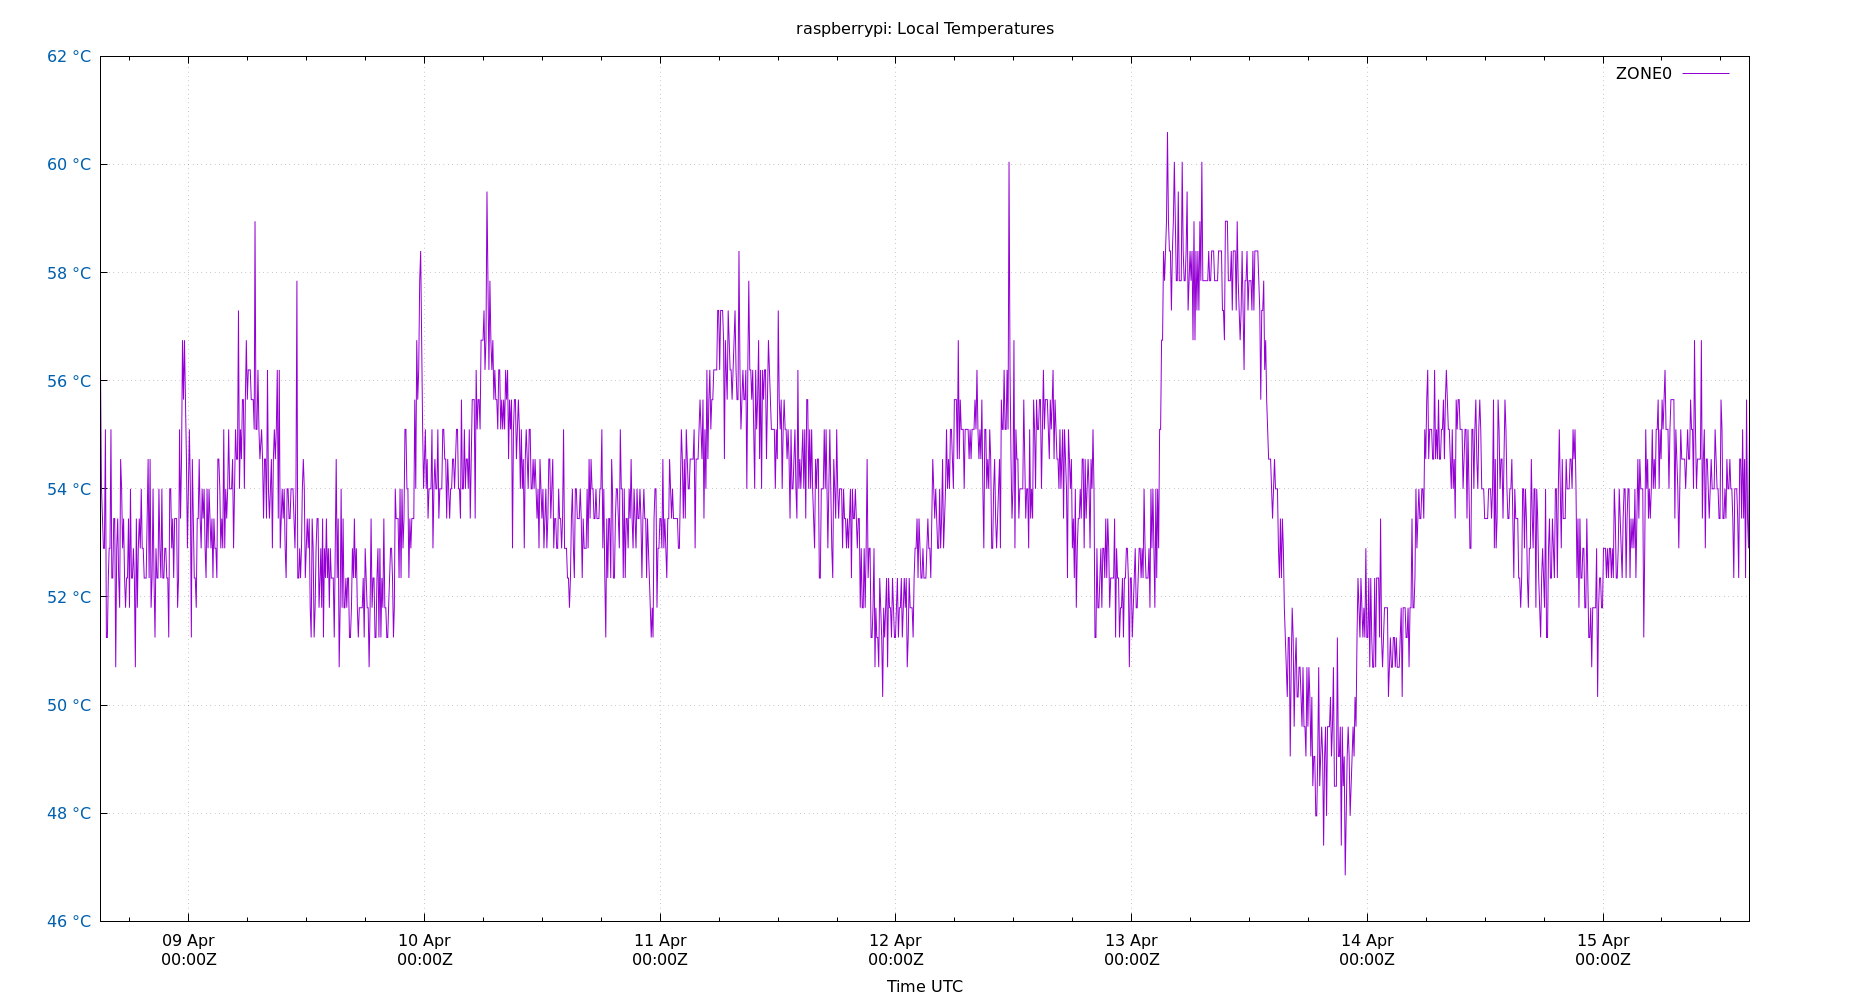 raspberrypi: Local Temperatures
62 °C
ZONE0
60 °C
58 °C
56 °C
54 °C
52 °C
50 °C
48 °C
46 °C
09 Apr 10 Apr 11 Apr 12 Apr 13 Apr 14 Apr 15 Apr
00:00Z 00:00Z 00:00Z 00:00Z 00:00Z 00:00Z 00:00Z
Time UTC